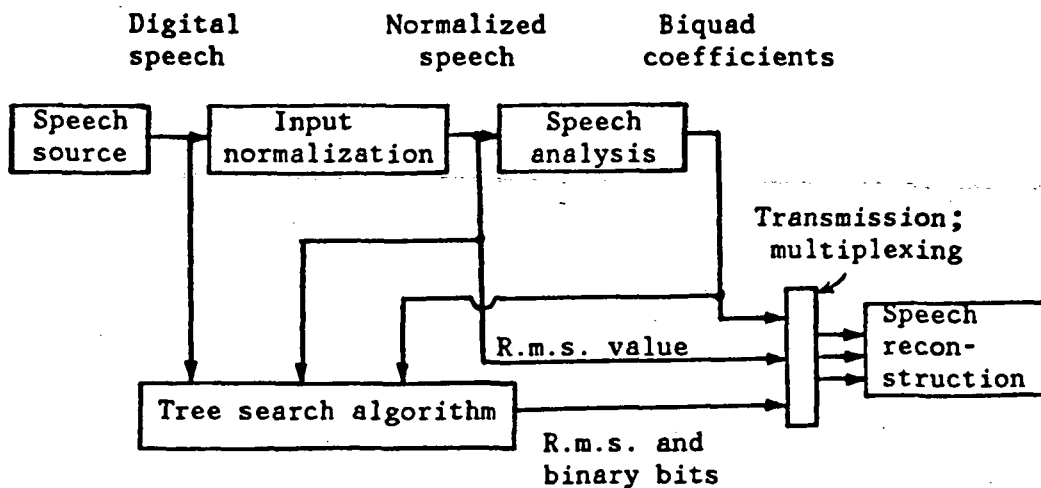 Digital
speech
Normalized
speech
Biquad
coefficients
Speech
source
Input
normalization
Speech
analysis
Transmission;
multiplexing
Speech
recon-
struction
R.m.s. value
Tree search algorithm
R.m.s. and
binary bits